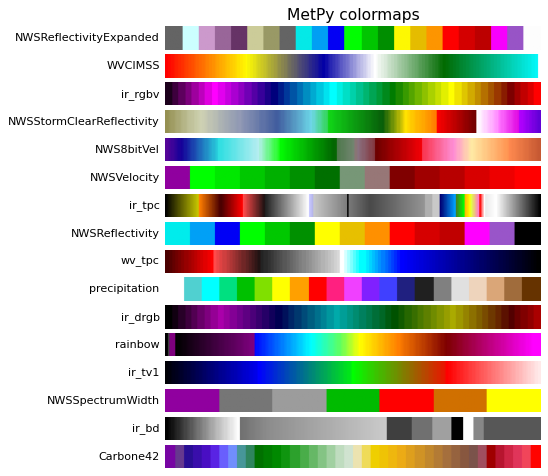 MetPy colormaps
NWSReflectivityExpanded
WVCIMSS
ir_rgbv
NWSStormClearReflectivity
NWS8bitVel
NWSVelocity
ir_tpc
NWSReflectivity
wv_tpc
precipitation
ir_drgb
rainbow
ir_tv1
NWSSpectrumWidth
ir_bd
Carbone42